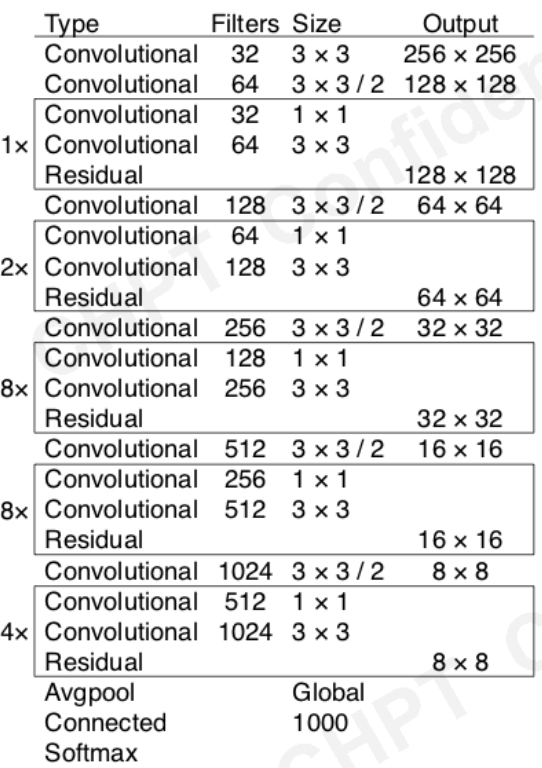 Type Filters Size Output
Convolutional 32 3 × 3 256 × 256
Convolutional 64 3 × 3 / 2 128 × 128
Convolutional 32 1 × 1
1× Convolutional 64 3 × 3
Residual 128 × 128
Convolutional 128 3 × 3 / 2 64 × 64
Convolutional 64 1 × 1
2× Convolutional 128 3 × 3
Residual 64 × 64
Convolutional 256 3 × 3 / 2 32 × 32
Convolutional 128 1 × 1
8× Convolutional 256 3 × 3
Residual 32 × 32
Convolutional 512 3 × 3 / 2 16 × 16
Convolutional 256 1 × 1
8× Convolutional 512 3 × 3
Residual 16 × 16
Convolutional 1024 3 × 3 / 2 8 × 8
Convolutional 512 1 × 1
4× Convolutional 1024 3 × 3
Residual 8 × 8
Avgpool Global
Connected 1000
Softmax
CHPT Confiden
CHPT C